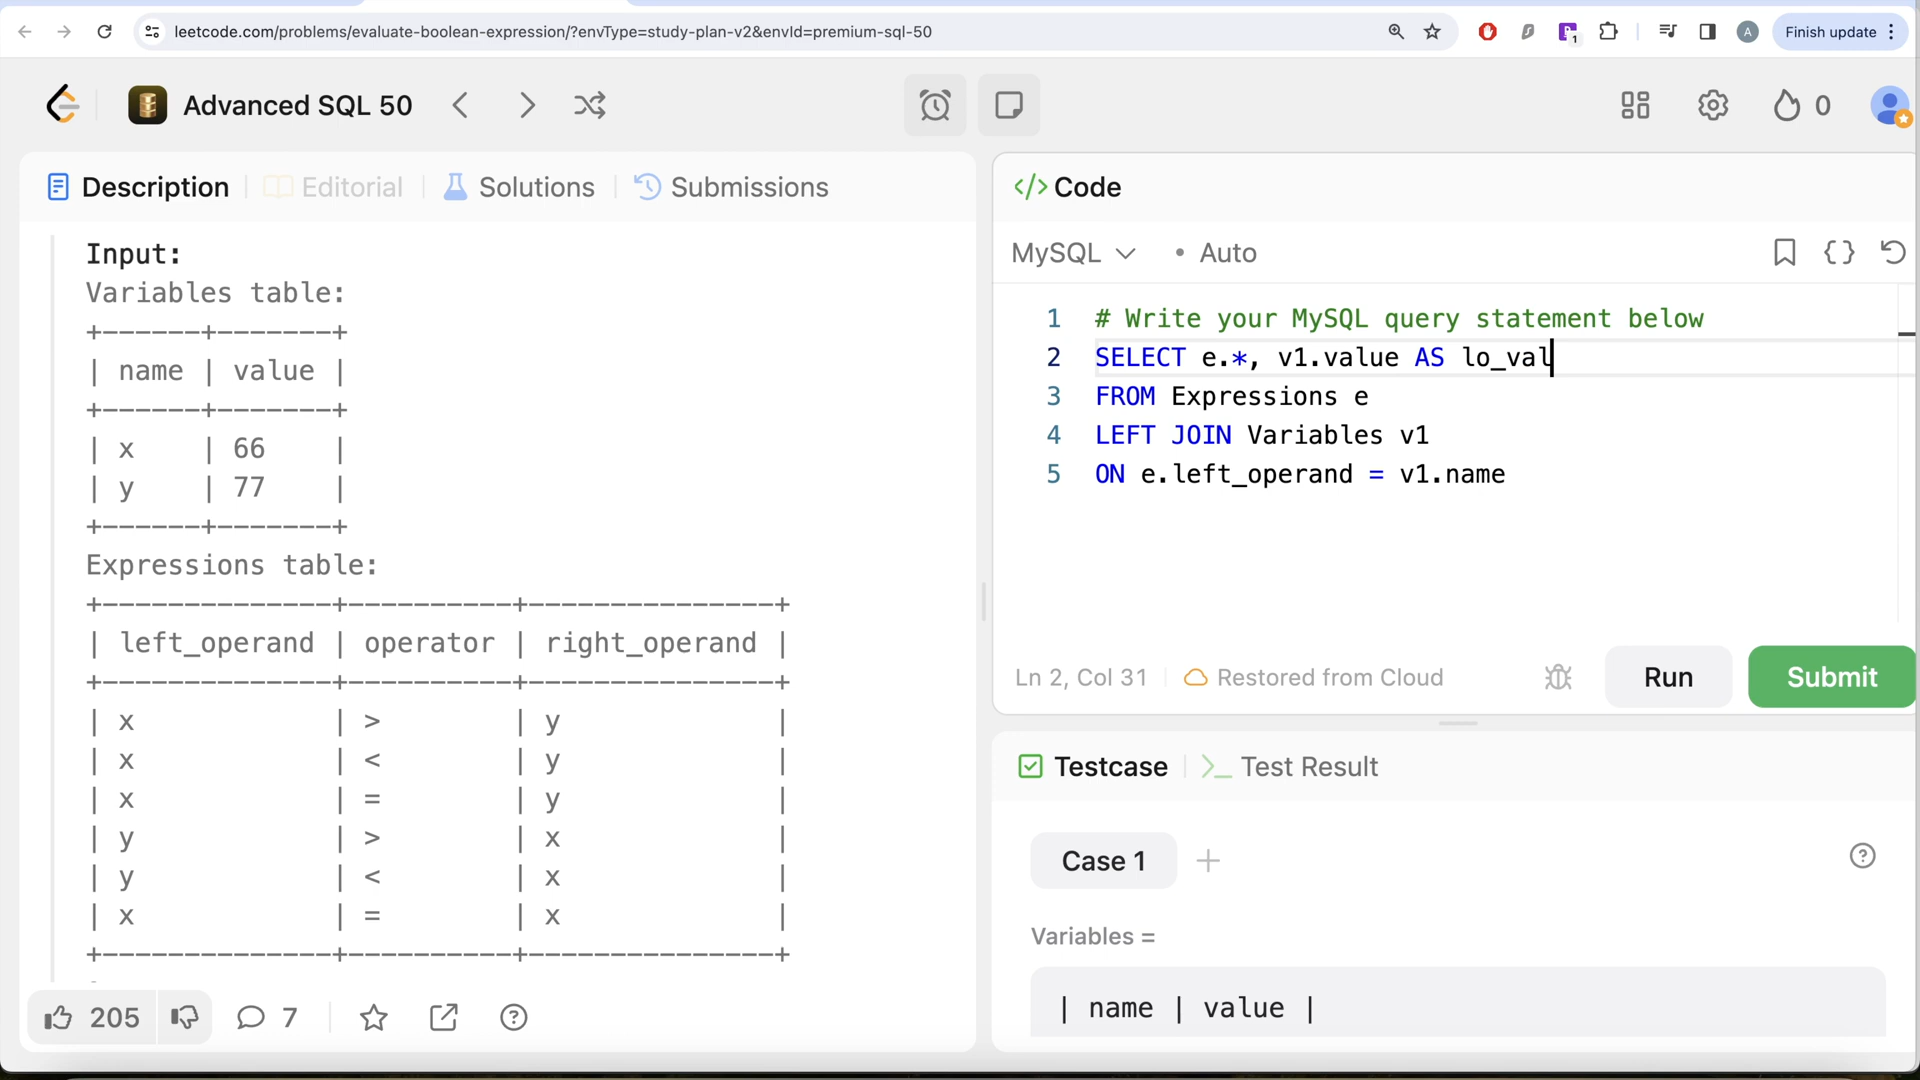 leetcode.com/problems/evaluate-boolean-expression/?envType=study-plan-v2&envId=premium-sql-50
1
A
Finish update
Advanced SQL 50
0
Description
Editorial
Solutions
Submissions
Input:
Variables table:
+------+-------+
| name | value |
+------+-------+
| x | 66 |
| y | 77 |
+------+-------+
Expressions table:
+--------------+----------+---------------+
| left_operand | operator | right_operand |
+--------------+----------+---------------+
| x | > | y |
| x | < | y |
| x | = | y |
| y | > | x |
| y | < | x |
| x | = | x |
+--------------+----------+---------------+
205
7
</> Code
MySQL
• Auto
{}
1 # Write your MySQL query statement below
2 SELECT e.*, v1.value AS lo_val
3 FROM Expressions e
4 LEFT JOIN Variables v1
5 ON e.left_operand = v1.name
Ln 2, Col 31
Restored from Cloud
Run
Submit
Testcase
>_ Test Result
Case 1
+
?
Variables =
| name | value |